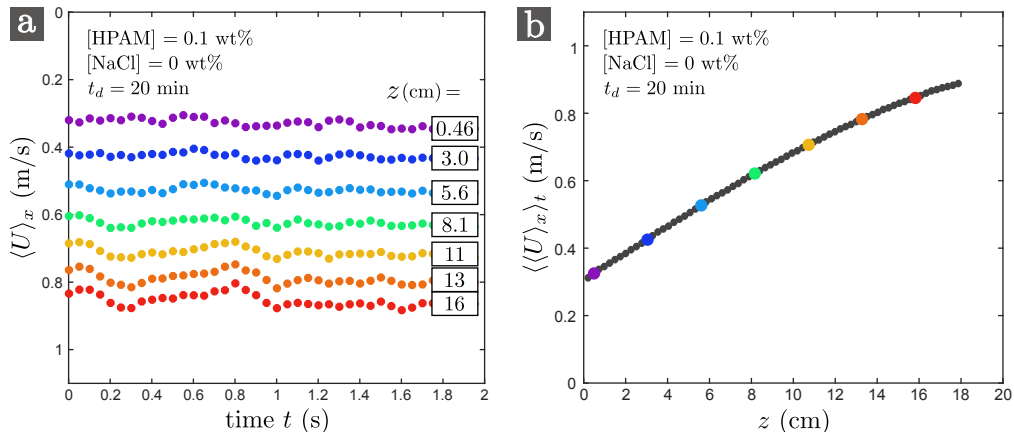 a
[HPAM] = 0.1 wt%
[NaCl] = 0 wt%
t_d = 20 min
z(cm) =
0.46
3.0
5.6
8.1
11
13
16
0
0.2
0.4
0.6
0.8
1
⟨U⟩_x (m/s)
0 0.2 0.4 0.6 0.8 1 1.2 1.4 1.6 1.8 2
time t (s)
b
[HPAM] = 0.1 wt%
[NaCl] = 0 wt%
t_d = 20 min
1
0.8
0.6
0.4
0.2
0
⟨⟨U⟩_x⟩_t (m/s)
0 2 4 6 8 10 12 14 16 18 20
z (cm)